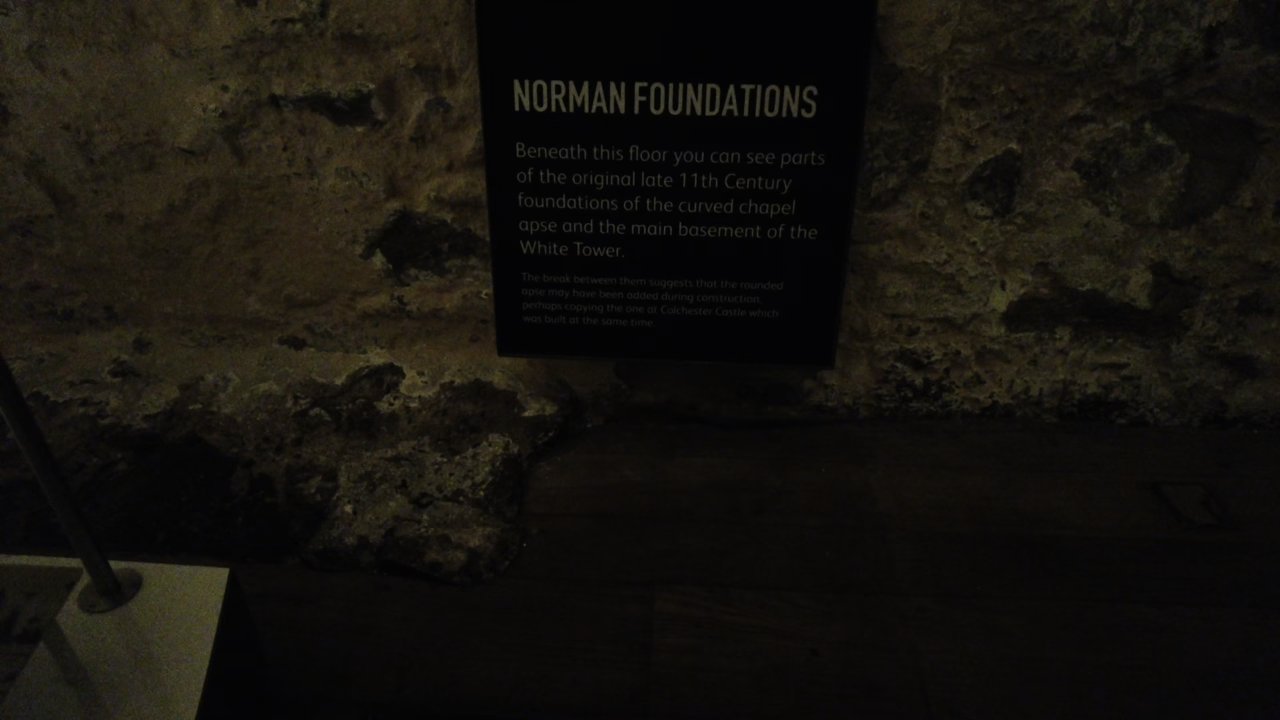 NORMAN FOUNDATIONS
Beneath this floor you can see parts
of the original late 11th Century
foundations of the curved chapel
apse and the main basement of the
White Tower.
The break between them suggests that the rounded
apse may have been added during construction,
perhaps copying the one at Colchester Castle which
was built at the same time.